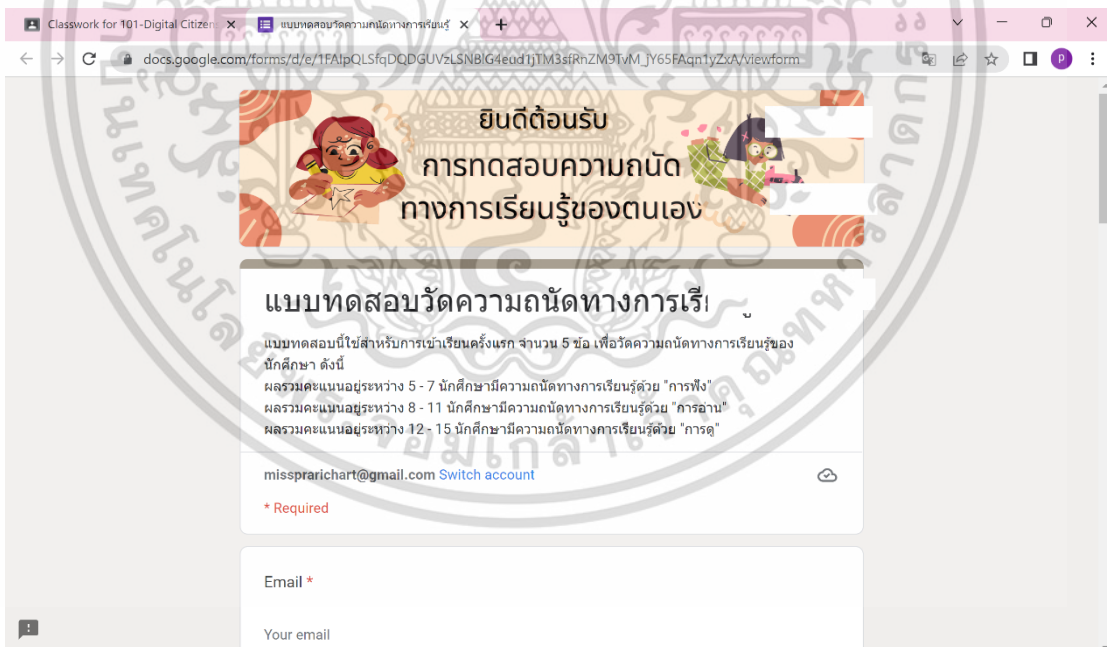 Classwork for 101-Digital Citizen
แบบทดสอบวัดความถนัดทางการเรียนรู้
docs.google.com/forms/d/e/1FAIpQLSfqDQDGUVzLSNBlG4eud1jTM3sfRnZM9TvM_jY65FAqn1yZxA/viewform
ยินดีต้อนรับ
การทดสอบความถนัด
ทางการเรียนรู้ของตนเอง
แบบทดสอบวัดความถนัดทางการเรี
แบบทดสอบนี้ใช้สำหรับการเข้าเรียนครั้งแรก จำนวน 5 ข้อ เพื่อวัดความถนัดทางการเรียนรู้ของ
นักศึกษา ดังนี้
ผลรวมคะแนนอยู่ระหว่าง 5 - 7 นักศึกษามีความถนัดทางการเรียนรู้ด้วย "การฟัง"
ผลรวมคะแนนอยู่ระหว่าง 8 - 11 นักศึกษามีความถนัดทางการเรียนรู้ด้วย "การอ่าน"
ผลรวมคะแนนอยู่ระหว่าง 12 - 15 นักศึกษามีความถนัดทางการเรียนรู้ด้วย "การดู"
missprarichart@gmail.com Switch account
* Required
Email *
Your email